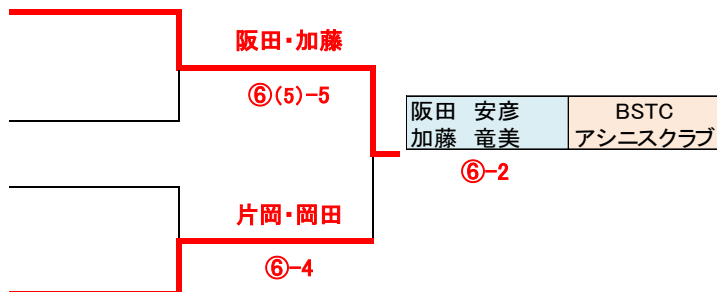 阪田・加藤
⑥(5)-5
阪田　安彦　BSTC
加藤　竜美　アシニスクラブ
⑥-2
片岡・岡田
⑥-4